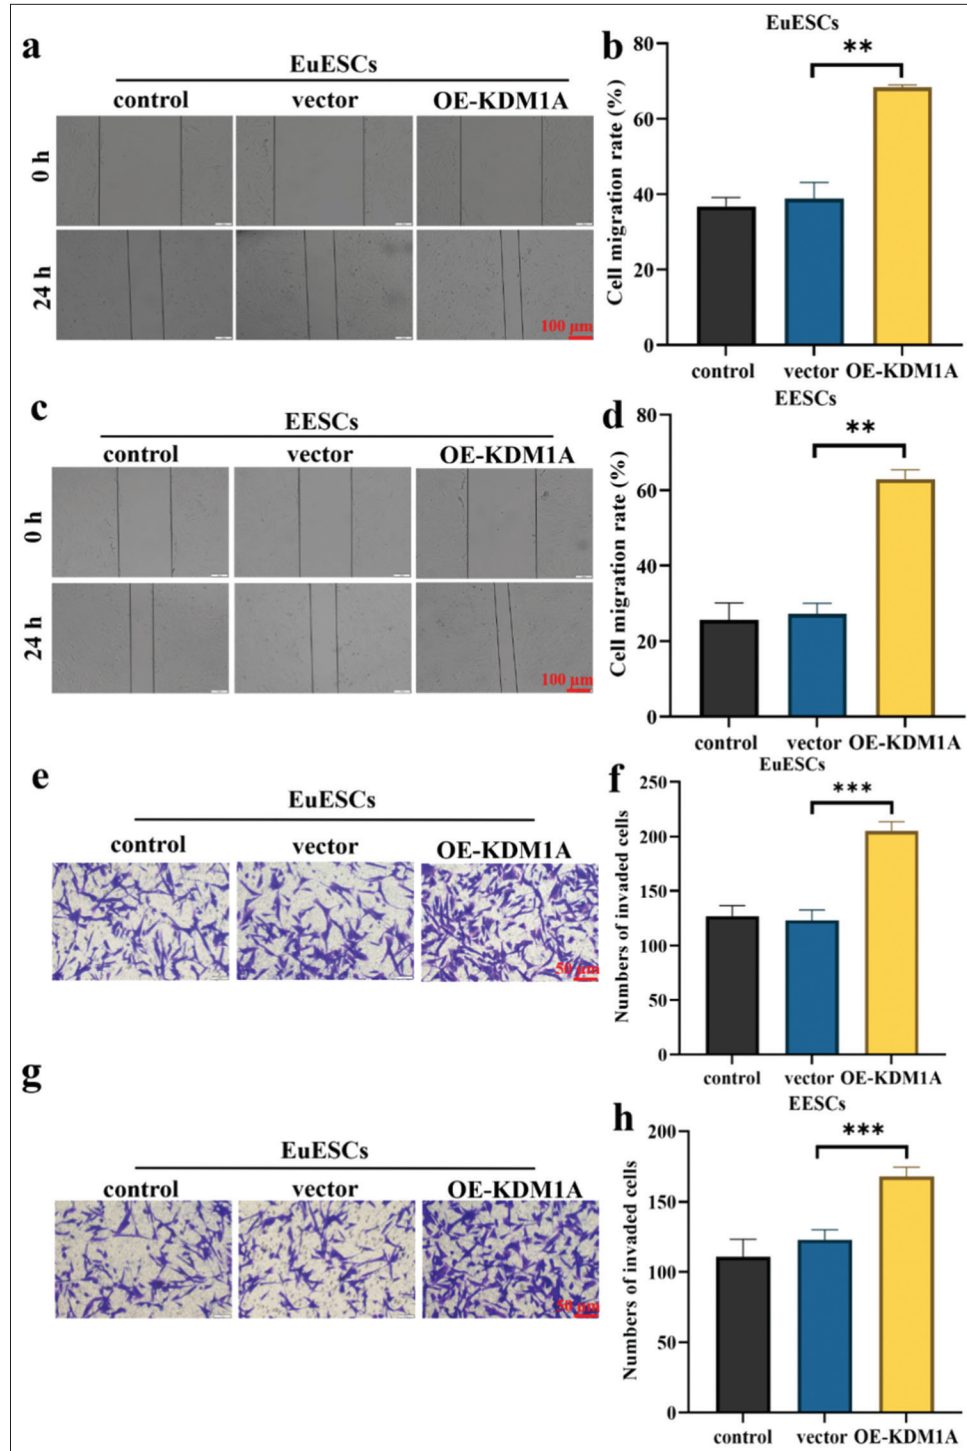 a
EuESCs
control vector OE-KDM1A
0 h
24 h
100 μm
b
EuESCs
**
Cell migration rate (%)
80
60
40
20
0
control vector OE-KDM1A
c
EESCs
control vector OE-KDM1A
0 h
24 h
100 μm
d
EESCs
**
Cell migration rate (%)
80
60
40
20
0
control vector OE-KDM1A
e
EuESCs
control vector OE-KDM1A
50 μm
f
EuESCs
***
Numbers of invaded cells
250
200
150
100
50
0
control vector OE-KDM1A
g
EuESCs
control vector OE-KDM1A
50 μm
h
EESCs
***
Numbers of invaded cells
200
150
100
50
0
control vector OE-KDM1A